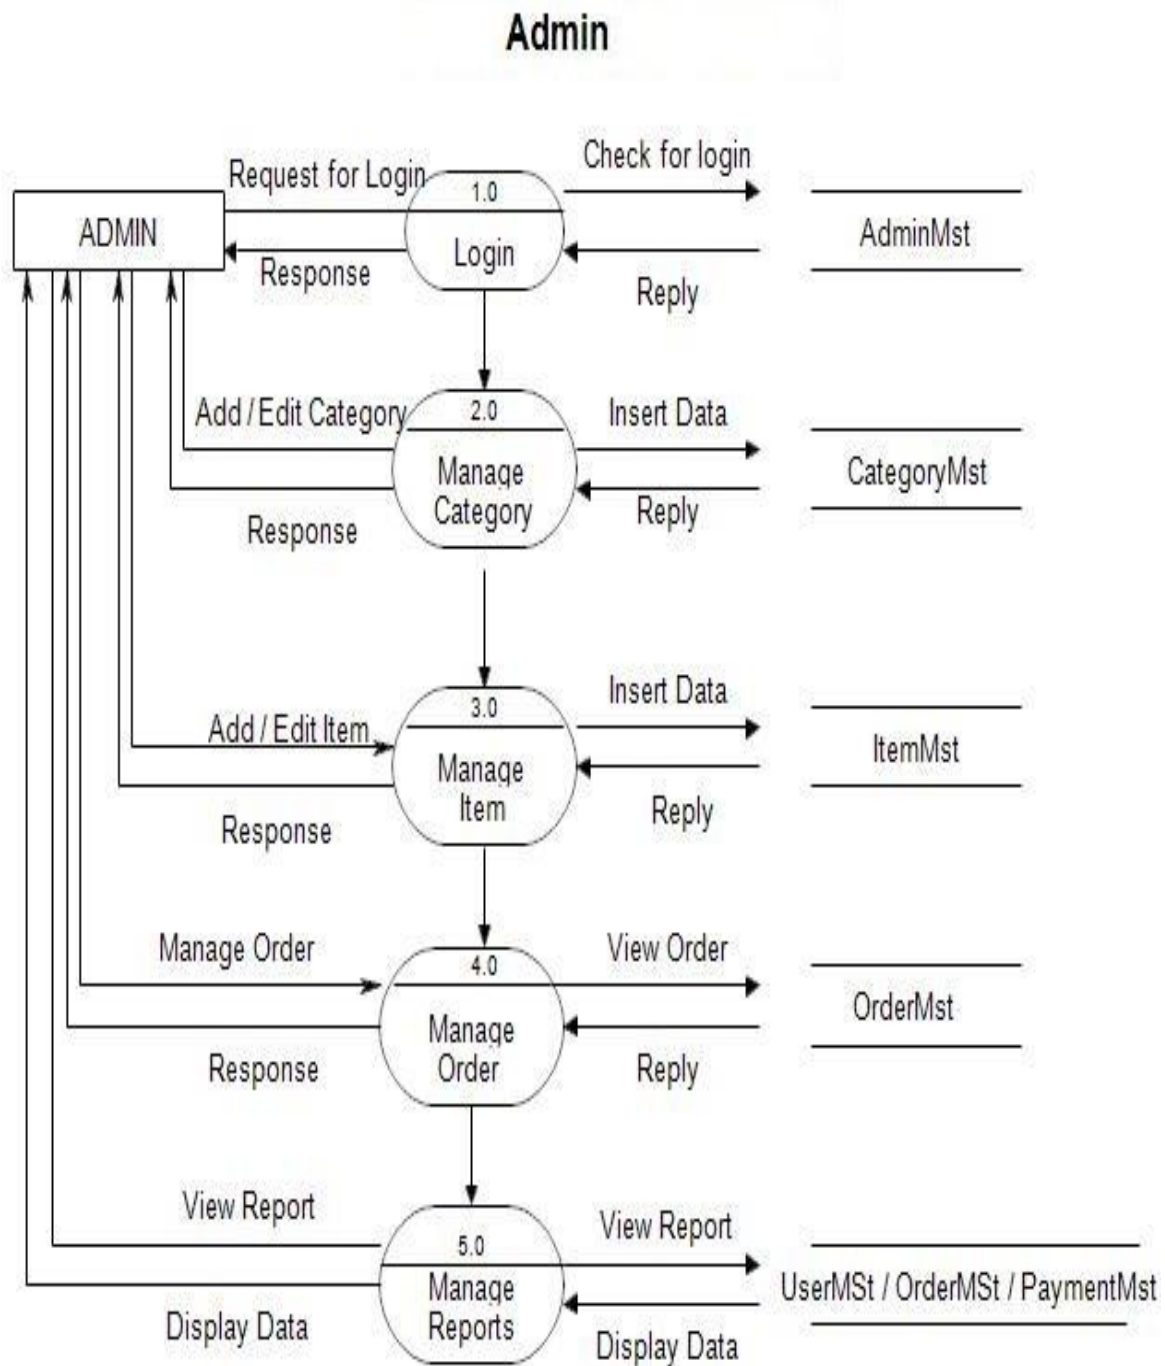 Admin
Request for Login
Check for login
1.0
ADMIN
Login
AdminMst
Response
Reply
Add / Edit Category
2.0
Insert Data
Manage
Category
CategoryMst
Response
Reply
Add / Edit Item
3.0
Insert Data
Manage
Item
ItemMst
Response
Reply
Manage Order
4.0
View Order
Manage
Order
OrderMst
Response
Reply
View Report
5.0
View Report
Manage
Reports
UserMSt / OrderMSt / PaymentMst
Display Data
Display Data